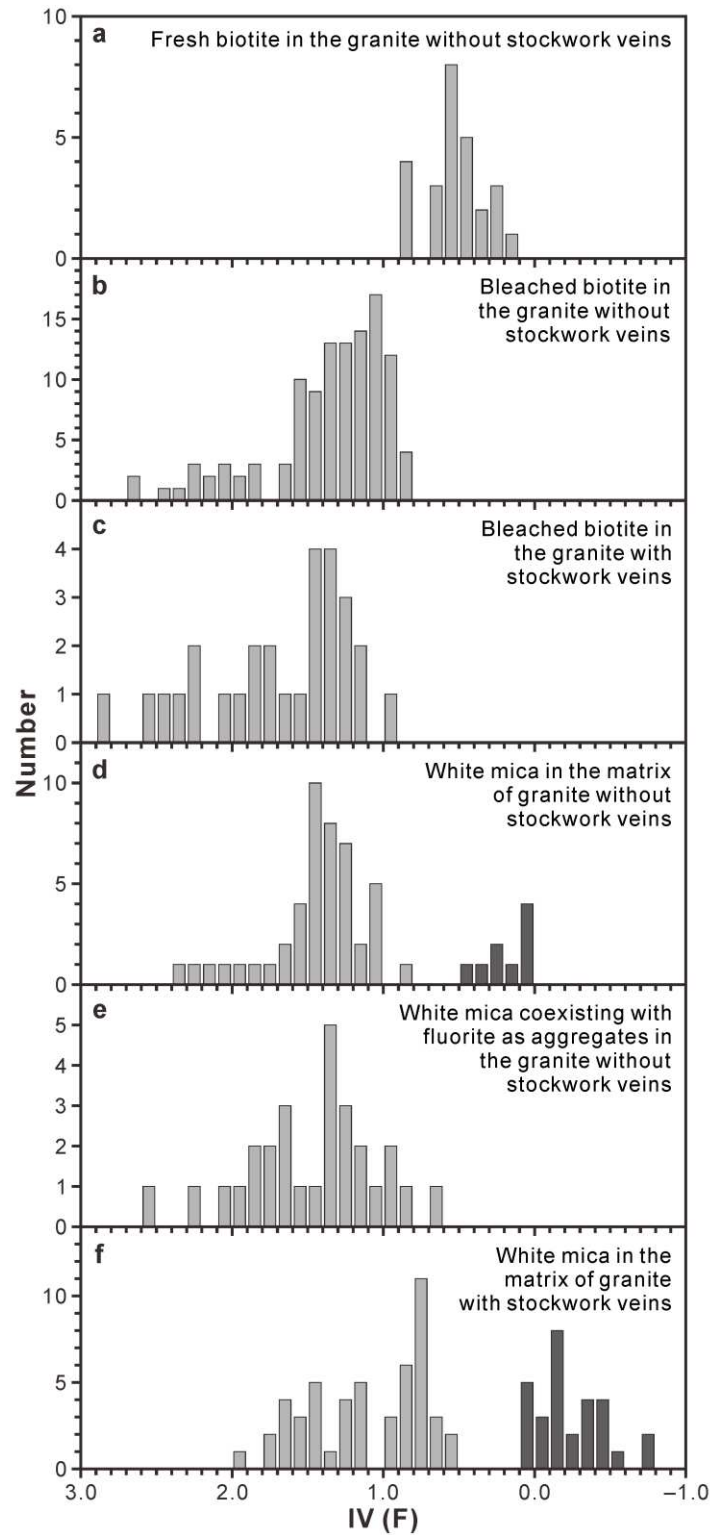 10
a
Fresh biotite in the granite without stockwork veins
5
0
b
Bleached biotite in
the granite without
stockwork veins
15
10
5
0
c
Bleached biotite in
the granite with
stockwork veins
4
3
2
1
0
Number
d
White mica in the matrix
of granite without
stockwork veins
10
5
0
e
White mica coexisting with
fluorite as aggregates in
the granite without
stockwork veins
5
4
3
2
1
0
f
White mica in the
matrix of granite
with stockwork veins
10
5
0
3.0 2.0 1.0 0.0 –1.0
IV (F)